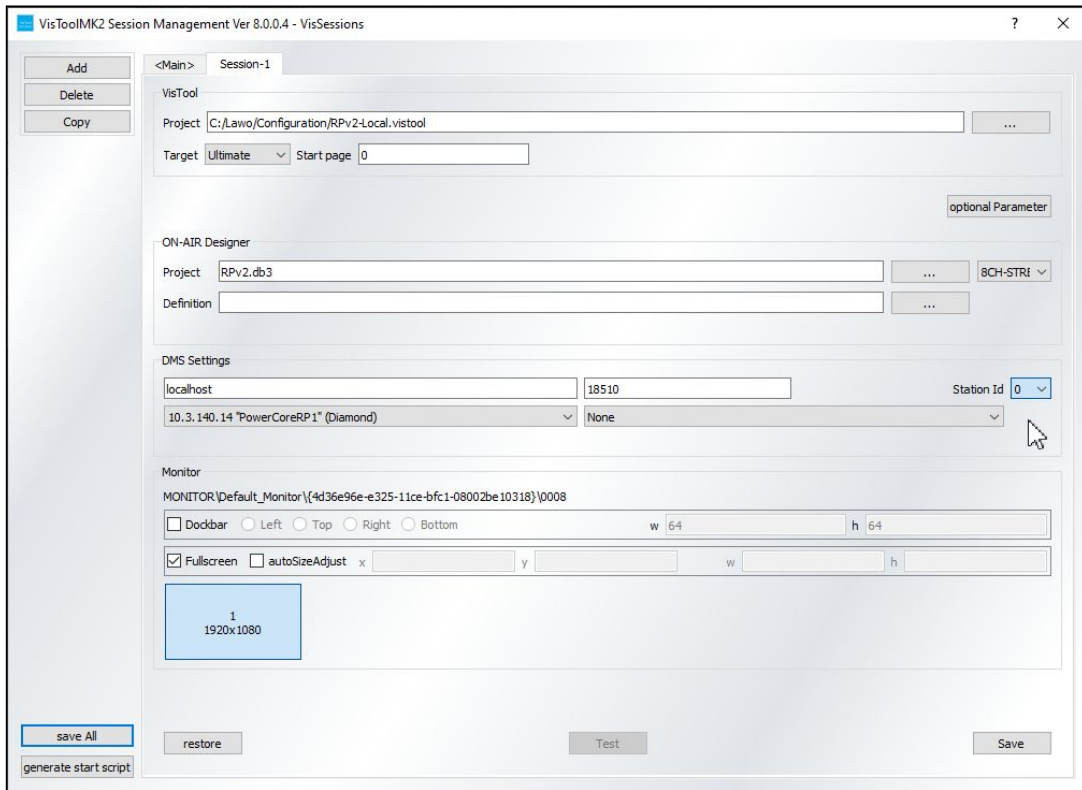 VisToolMK2 Session Management Ver 8.0.0.4 - VisSessions ?
Add
Delete
Copy
<Main> Session-1
VisTool
Project C:/Lawo/Configuration/RPv2-Local.vistool ...
Target Ultimate Start page 0
optional Parameter
ON-AIR Designer
Project RPv2.db3 ... 8CH-STRE
Definition ...
DMS Settings
localhost 18510 Station Id 0
10.3.140.14 "PowerCoreRP1" (Diamond) None
Monitor
MONITOR\Default_Monitor\{4d36e96e-e325-11ce-bfc1-08002be10318}\0008
Dockbar Left Top Right Bottom w 64 h 64
Fullscreen autoSizeAdjust x y w h
1
1920x1080
save All
restore Test Save
generate start script